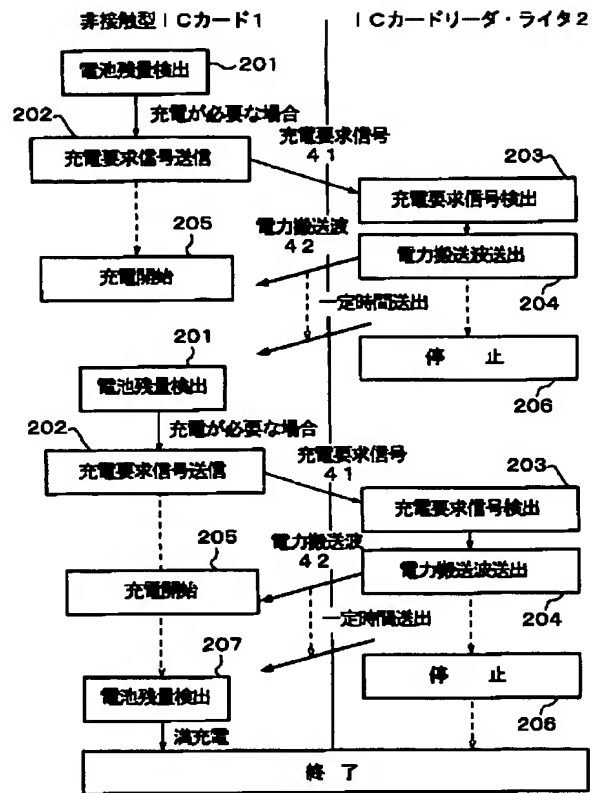 非接触型ICカード1
ICカードリーダ・ライタ2
電池残量検出
201
充電が必要な場合
202
充電要求信号送信
充電要求信号
41
203
充電要求信号検出
205
電力搬送波
42
電力搬送波送出
204
充電開始
一定時間送出
停 止
206
201
電池残量検出
充電が必要な場合
202
充電要求信号送信
充電要求信号
41
203
充電要求信号検出
205
電力搬送波
42
電力搬送波送出
204
充電開始
一定時間送出
207
電池残量検出
停 止
206
満充電
終 了